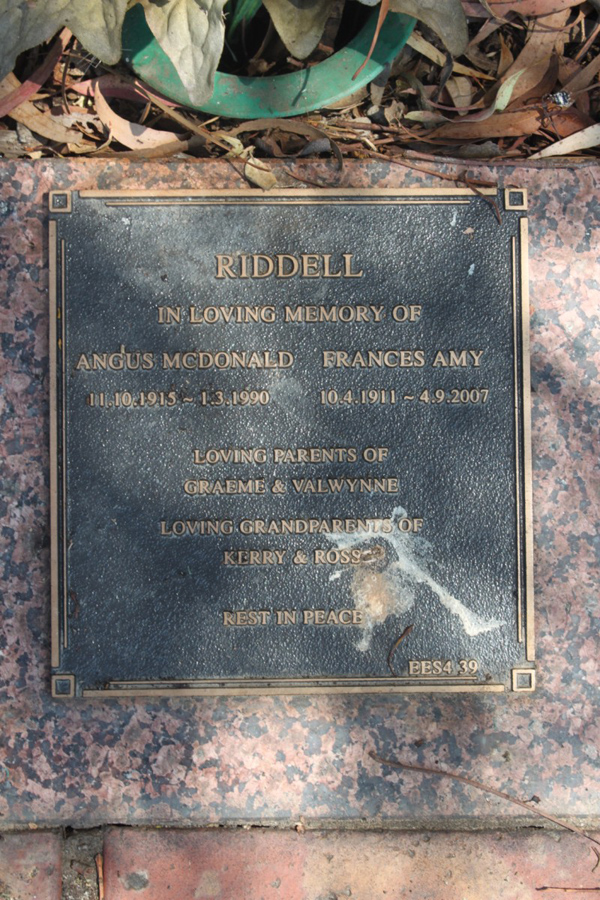 RIDDELL
IN LOVING MEMORY OF
ANGUS MCDONALD FRANCES AMY
11.10.1915 ~ 1.3.1990 10.4.1911 ~ 4.9.2007
LOVING PARENTS OF
GRAEME & VALWYNNE
LOVING GRANDPARENTS OF
KERRY & ROSS
REST IN PEACE
EES4 39